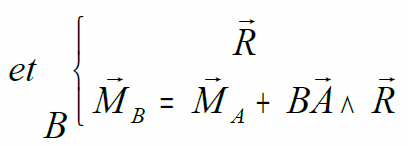 R⃗
et
B { M⃗_B = M⃗_A + BA⃗ ∧ R⃗